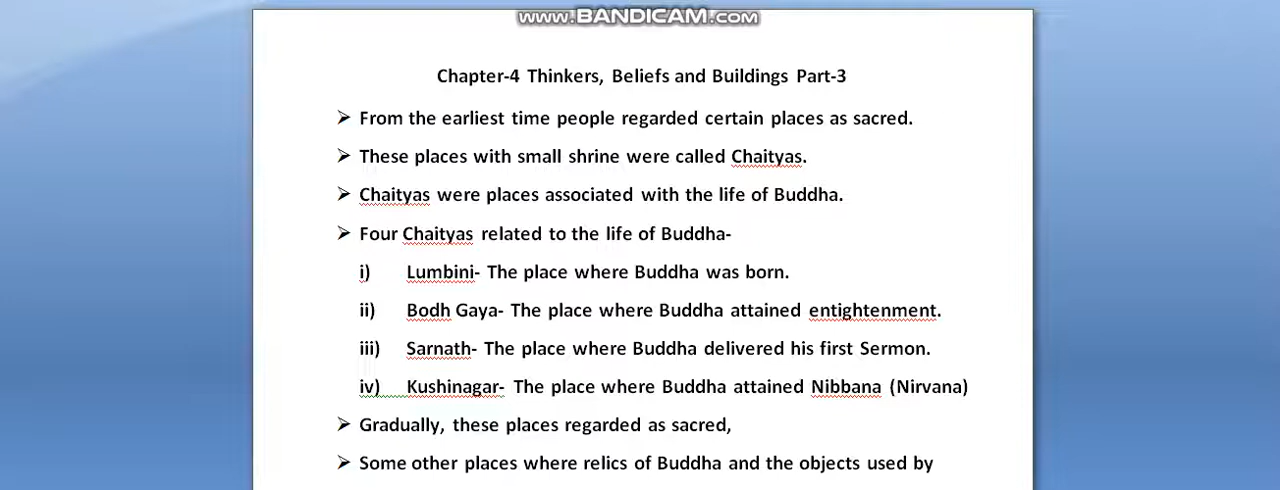 www.BANDICAM.com
Chapter-4 Thinkers, Beliefs and Buildings Part-3
➢ From the earliest time people regarded certain places as sacred.
➢ These places with small shrine were called Chaityas.
➢ Chaityas were places associated with the life of Buddha.
➢ Four Chaityas related to the life of Buddha-
i) Lumbini- The place where Buddha was born.
ii) Bodh Gaya- The place where Buddha attained entightenment.
iii) Sarnath- The place where Buddha delivered his first Sermon.
iv) Kushinagar- The place where Buddha attained Nibbana (Nirvana)
➢ Gradually, these places regarded as sacred,
➢ Some other places where relics of Buddha and the objects used by